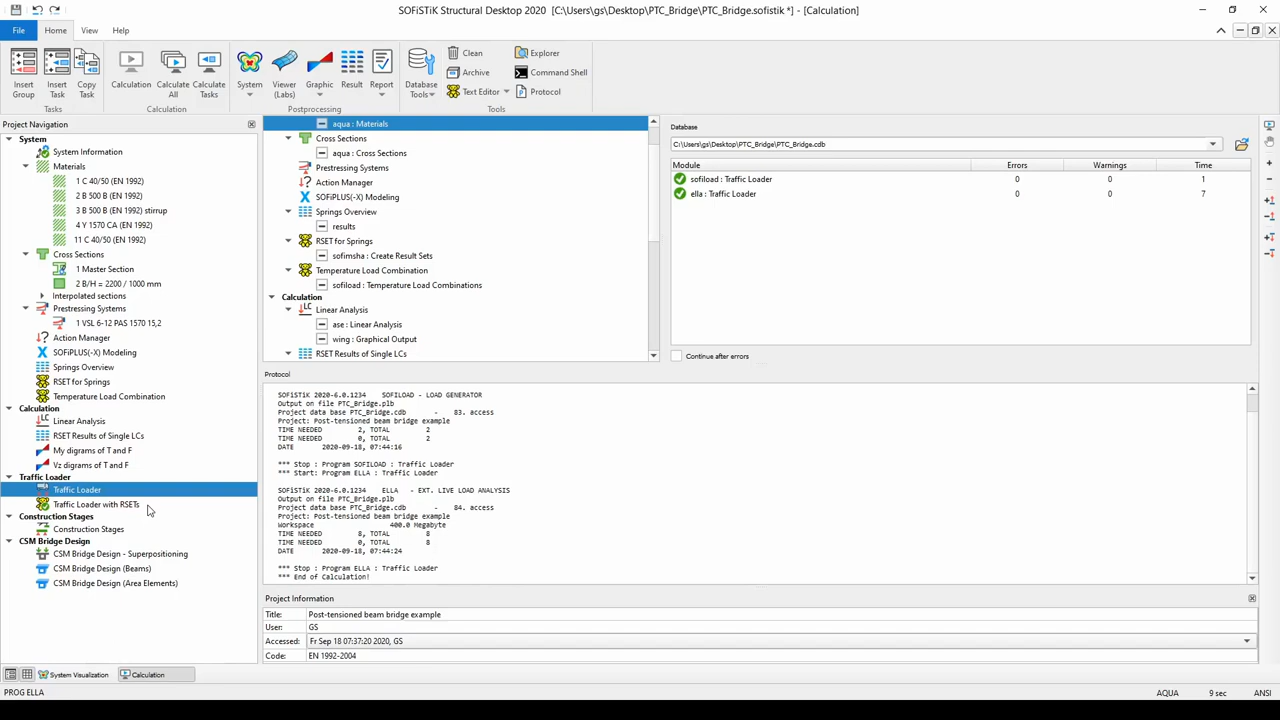 SOFiSTiK Structural Desktop 2020 [C:\Users\gs\Desktop\PTC_Bridge\PTC_Bridge.sofistik *] - [Calculation]
File Home View Help
Insert Group
Insert Task
Copy Task
Calculation
Calculate All
Calculate Tasks
System
Viewer (Labs)
Graphic
Result
Report
Database Tools
Clean
Archive
Text Editor
Explorer
Command Shell
Protocol
Tasks Calculation Postprocessing Tools
Project Navigation
System
System Information
Materials
1 C 40/50 (EN 1992)
2 B 500 B (EN 1992)
3 B 500 B (EN 1992) stirrup
4 Y 1570 CA (EN 1992)
11 C 40/50 (EN 1992)
Cross Sections
1 Master Section
2 B/H = 2200 / 1000 mm
Interpolated sections
Prestressing Systems
1 VSL 6-12 PAS 1570 15,2
Action Manager
SOFiPLUS(-X) Modeling
Springs Overview
RSET for Springs
Temperature Load Combination
Calculation
Linear Analysis
RSET Results of Single LCs
My digrams of T and F
Vz digrams of T and F
Traffic Loader
Traffic Loader
Traffic Loader with RSETs
Construction Stages
Construction Stages
CSM Bridge Design
CSM Bridge Design - Superpositioning
CSM Bridge Design (Beams)
CSM Bridge Design (Area Elements)
aqua : Materials
Cross Sections
aqua : Cross Sections
Prestressing Systems
Action Manager
SOFiPLUS(-X) Modeling
Springs Overview
results
RSET for Springs
sofimsha : Create Result Sets
Temperature Load Combination
sofiload : Temperature Load Combinations
Calculation
Linear Analysis
ase : Linear Analysis
wing : Graphical Output
RSET Results of Single LCs
Database
C:\Users\gs\Desktop\PTC_Bridge\PTC_Bridge.cdb
Module Errors Warnings Time
sofiload : Traffic Loader 0 0 1
ella : Traffic Loader 0 0 7
Continue after errors
Protocol
SOFiSTiK 2020-6.0.1234 SOFILOAD - LOAD GENERATOR
Output on file PTC_Bridge.plb
Project data base PTC_Bridge.cdb - 83. access
Project: Post-tensioned beam bridge example
TIME NEEDED 2, TOTAL 2
TIME NEEDED 0, TOTAL 2
DATE 2020-09-18, 07:44:16
*** Stop : Program SOFILOAD : Traffic Loader
*** Start: Program ELLA : Traffic Loader
SOFiSTiK 2020-6.0.1234 ELLA - EXT. LIVE LOAD ANALYSIS
Output on file PTC_Bridge.plb
Project data base PTC_Bridge.cdb - 84. access
Project: Post-tensioned beam bridge example
Workspace 400.0 Megabyte
TIME NEEDED 8, TOTAL 8
TIME NEEDED 0, TOTAL 8
DATE 2020-09-18, 07:44:24
*** Stop : Program ELLA : Traffic Loader
*** End of Calculation!
Project Information
Title: Post-tensioned beam bridge example
User: GS
Accessed: Fr Sep 18 07:37:20 2020, GS
Code: EN 1992-2004
System Visualization Calculation
PROG ELLA AQUA 9 sec ANSI